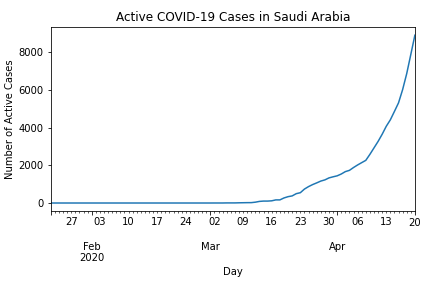 Active COVID-19 Cases in Saudi Arabia
Number of Active Cases
8000
6000
4000
2000
0
27 03 10 17 24 02 09 16 23 30 06 13 20
Feb Mar Apr
2020
Day